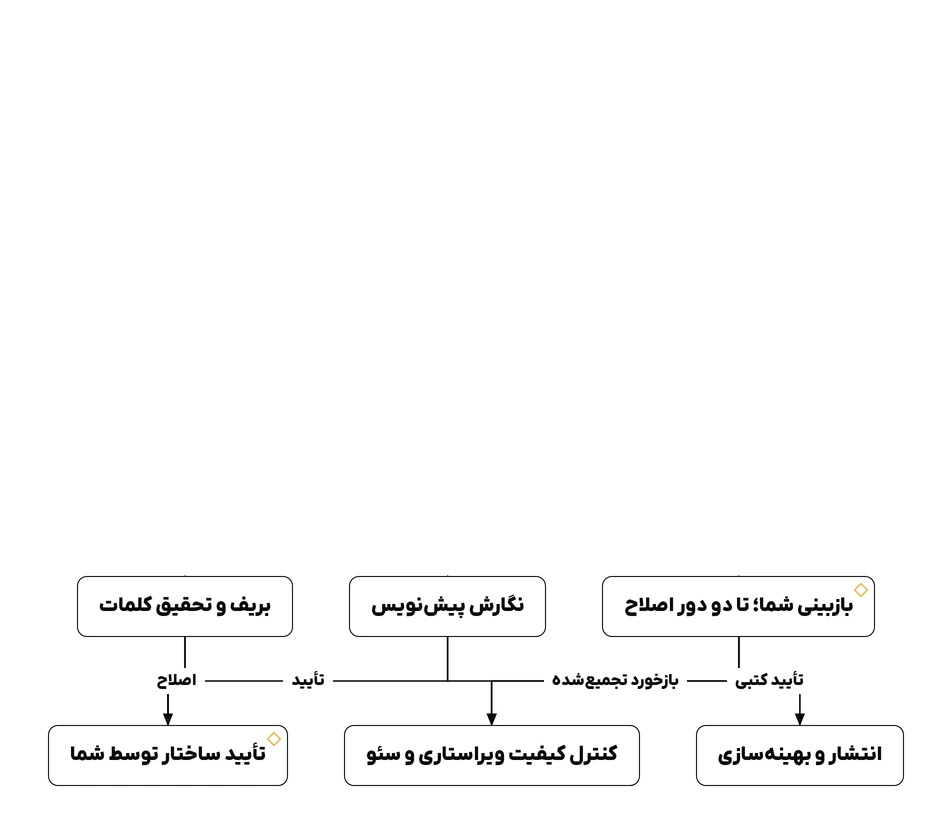 بازبینی شما؛ تا دو دور اصلاح
نگارش پیش‌نویس
بریف و تحقیق کلمات
تأیید کتبی
بازخورد تجمیع‌شده
تأیید
اصلاح
انتشار و بهینه‌سازی
کنترل کیفیت ویراستاری و سئو
تأیید ساختار توسط شما